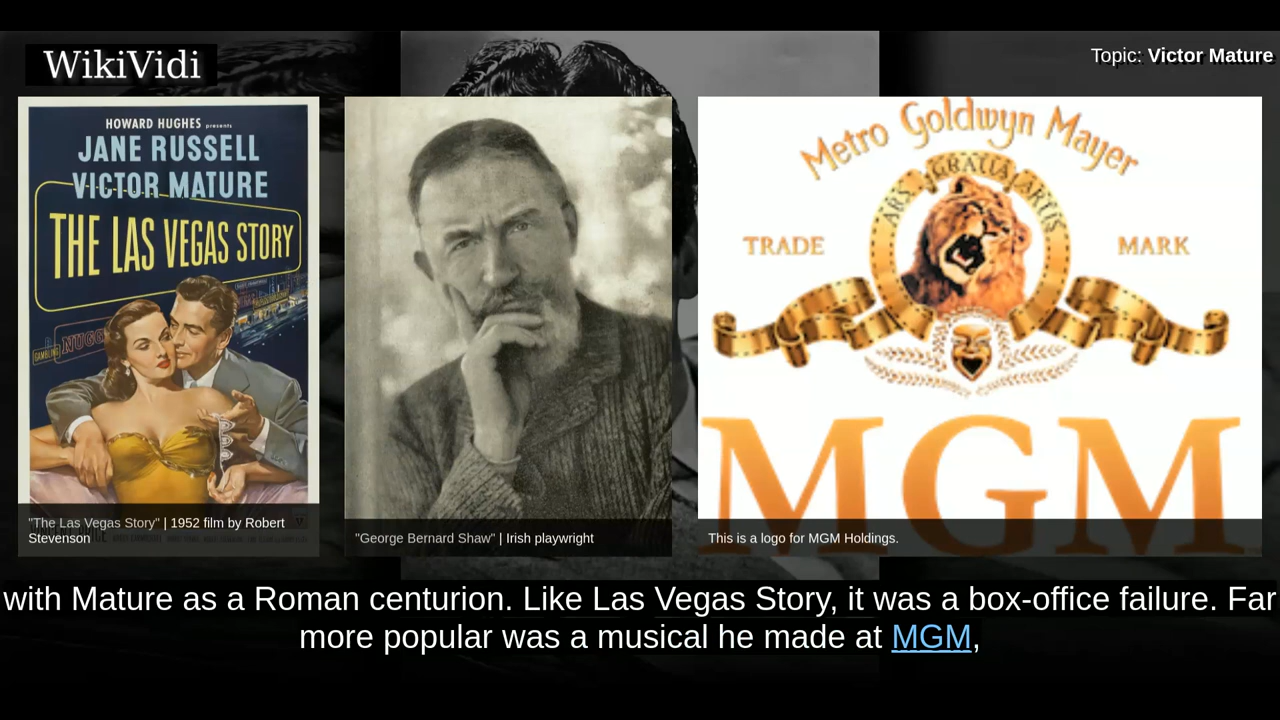 WikiVidi
Topic: Victor Mature
HOWARD HUGHES presents
JANE RUSSELL
VICTOR MATURE
THE LAS VEGAS STORY
GAMBLING
"The Las Vegas Story" | 1952 film by Robert
Stevenson
"George Bernard Shaw" | Irish playwright
Metro Goldwyn Mayer
ARS GRATIA ARTIS
TRADE MARK
MGM
This is a logo for MGM Holdings.
with Mature as a Roman centurion. Like Las Vegas Story, it was a box-office failure. Far
more popular was a musical he made at MGM,